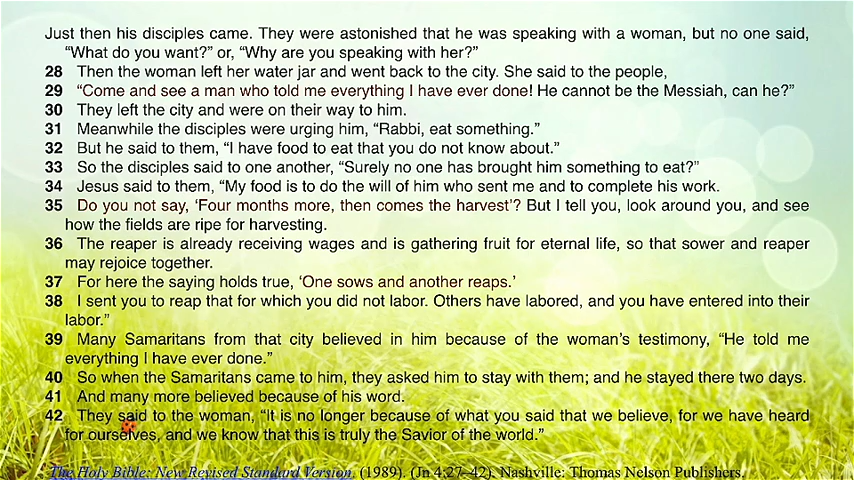 Just then his disciples came. They were astonished that he was speaking with a woman, but no one said,
“What do you want?” or, “Why are you speaking with her?”
28 Then the woman left her water jar and went back to the city. She said to the people,
29 “Come and see a man who told me everything I have ever done! He cannot be the Messiah, can he?”
30 They left the city and were on their way to him.
31 Meanwhile the disciples were urging him, “Rabbi, eat something.”
32 But he said to them, “I have food to eat that you do not know about.”
33 So the disciples said to one another, “Surely no one has brought him something to eat?”
34 Jesus said to them, “My food is to do the will of him who sent me and to complete his work.
35 Do you not say, ‘Four months more, then comes the harvest’? But I tell you, look around you, and see
how the fields are ripe for harvesting.
36 The reaper is already receiving wages and is gathering fruit for eternal life, so that sower and reaper
may rejoice together.
37 For here the saying holds true, ‘One sows and another reaps.’
38 I sent you to reap that for which you did not labor. Others have labored, and you have entered into their
labor.”
39 Many Samaritans from that city believed in him because of the woman’s testimony, “He told me
everything I have ever done.”
40 So when the Samaritans came to him, they asked him to stay with them; and he stayed there two days.
41 And many more believed because of his word.
42 They said to the woman, “It is no longer because of what you said that we believe, for we have heard
for ourselves, and we know that this is truly the Savior of the world.”
The Holy Bible: New Revised Standard Version. (1989). (Jn 4:27–42). Nashville: Thomas Nelson Publishers.